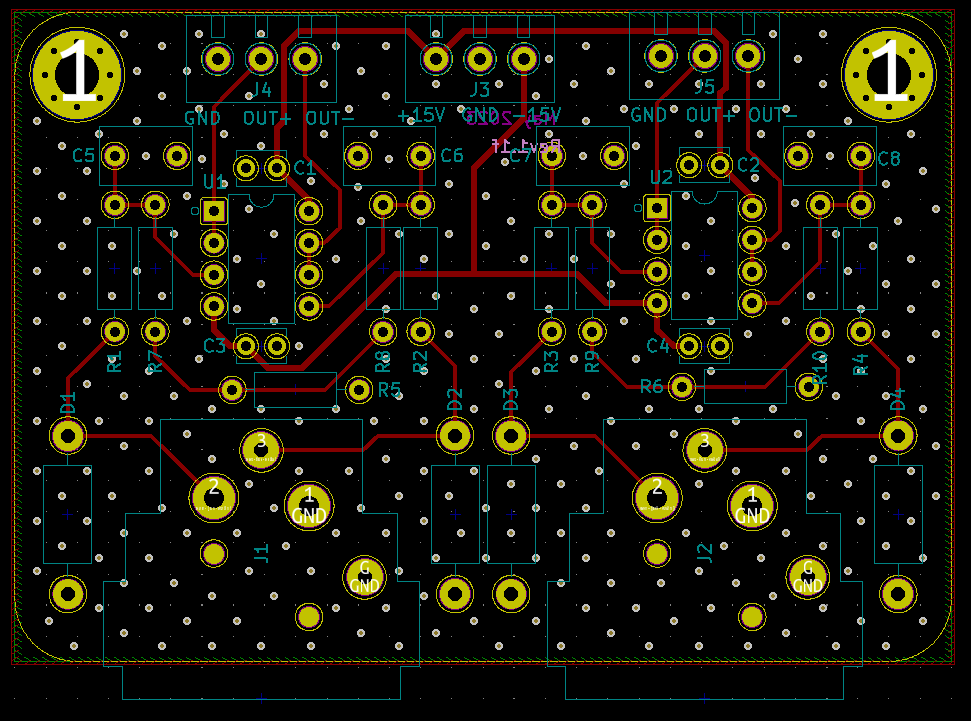 1
1
J4
J3
J5
GND OUT+ OUT-
+15V GND -15V
GND OUT+ OUT-
Rev1.1f
C5
C1
C6
C7
C2
C8
U1
U2
C3
C4
R1
R7
R8
R2
R3
R9
R10
R4
R5
R6
D1
D2
D3
D4
3
3
2
1
GND
2
1
GND
J1
J2
G
GND
G
GND